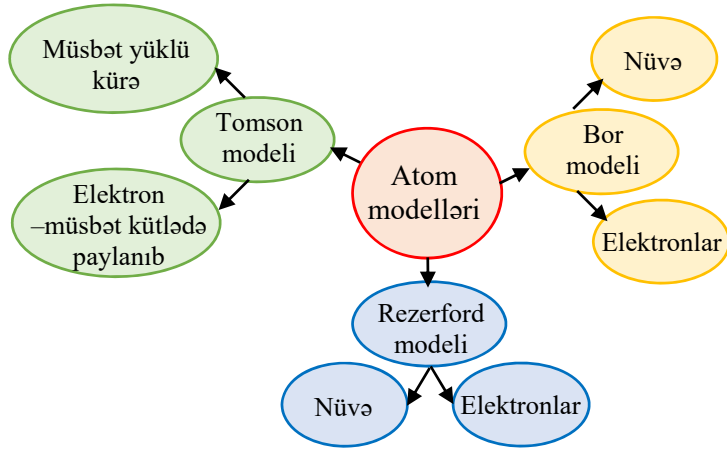 Müsbət yüklü
kürə
Tomson
modeli
Elektron
–müsbət kütlədə
paylanıb
Atom
modelləri
Nüvə
Bor
modeli
Elektronlar
Rezerford
modeli
Nüvə
Elektronlar